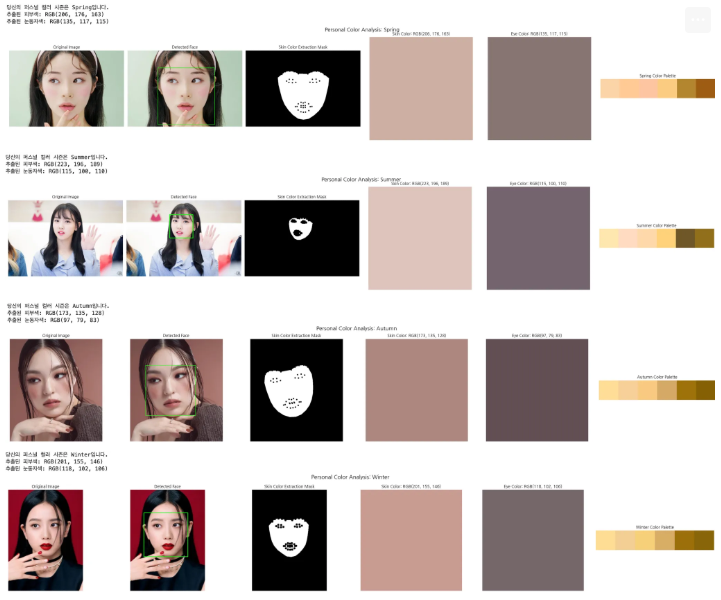 당신의 퍼스널 컬러 시즌은 Spring입니다.
추출된 피부색: RGB(206, 176, 163)
추출된 눈동자색: RGB(135, 117, 115)
Personal Color Analysis: Spring
Original Image
Detected Face
Skin Color Extraction Mask
Skin Color: RGB(206, 176, 163)
Eye Color: RGB(135, 117, 115)
Spring Color Palette
당신의 퍼스널 컬러 시즌은 Summer입니다.
추출된 피부색: RGB(223, 196, 189)
추출된 눈동자색: RGB(115, 100, 110)
Personal Color Analysis: Summer
Original Image
Detected Face
Skin Color Extraction Mask
Skin Color: RGB(223, 196, 189)
Eye Color: RGB(115, 100, 110)
Summer Color Palette
당신의 퍼스널 컬러 시즌은 Autumn입니다.
추출된 피부색: RGB(173, 135, 128)
추출된 눈동자색: RGB(97, 79, 83)
Personal Color Analysis: Autumn
Original Image
Detected Face
Skin Color Extraction Mask
Skin Color: RGB(173, 135, 128)
Eye Color: RGB(97, 79, 83)
Autumn Color Palette
당신의 퍼스널 컬러 시즌은 Winter입니다.
추출된 피부색: RGB(201, 155, 146)
추출된 눈동자색: RGB(118, 102, 106)
Personal Color Analysis: Winter
Original Image
Detected Face
Skin Color Extraction Mask
Skin Color: RGB(201, 155, 146)
Eye Color: RGB(118, 102, 106)
Winter Color Palette